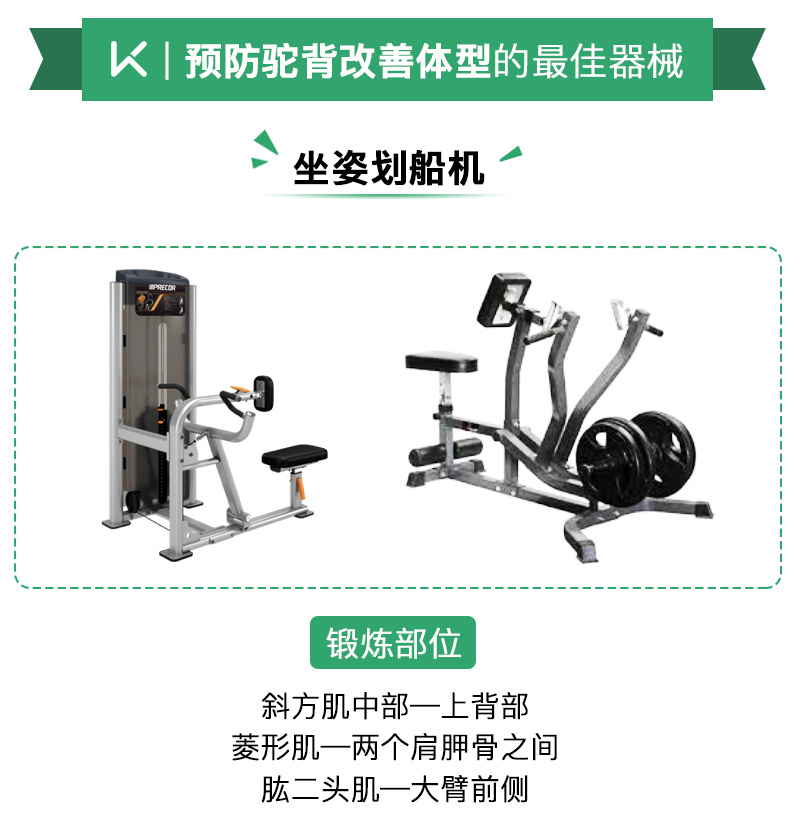 K | 预防驼背改善体型的最佳器械
坐姿划船机
PRECOR
锻炼部位
斜方肌中部—上背部
菱形肌—两个肩胛骨之间
肱二头肌—大臂前侧